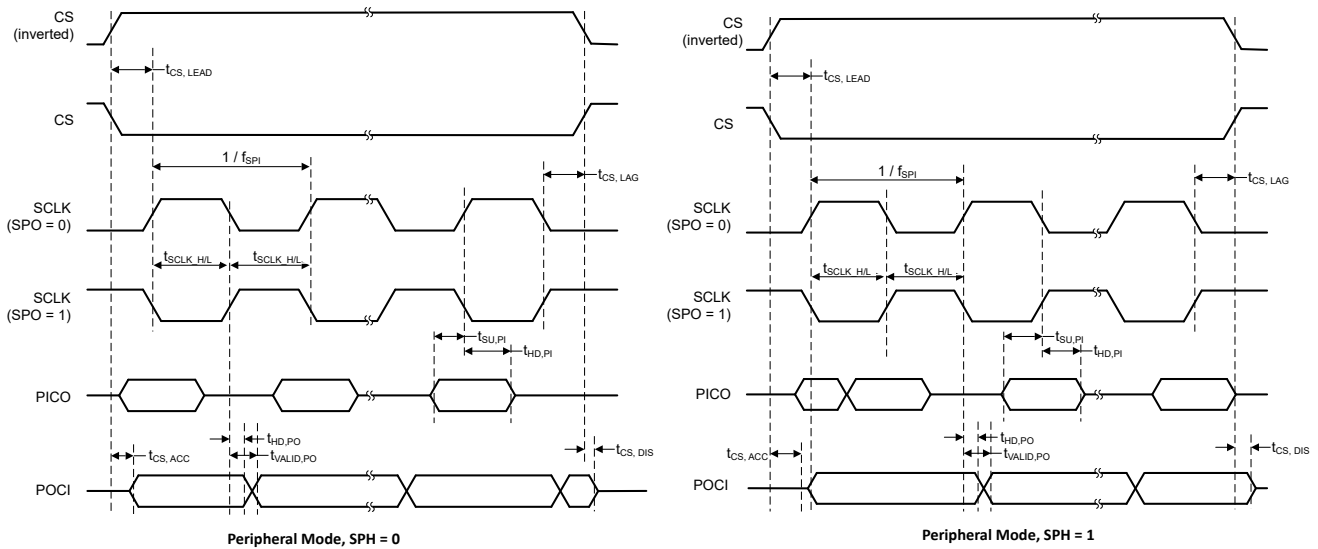 CS
(inverted)
tCS, LEAD
CS
1 / fSPI
tCS, LAG
SCLK
(SPO = 0)
tSCLK_H/L
tSCLK_H/L
SCLK
(SPO = 1)
tSU,PI
tHD,PI
PICO
tHD,PO
tVALID,PO
tCS, ACC
tCS, DIS
POCI
Peripheral Mode, SPH = 0
CS
(inverted)
tCS, LEAD
CS
1 / fSPI
tCS, LAG
SCLK
(SPO = 0)
tSCLK_H/L
tSCLK_H/L
SCLK
(SPO = 1)
tSU,PI
tHD,PI
PICO
tHD,PO
tVALID,PO
tCS, ACC
tCS, DIS
POCI
Peripheral Mode, SPH = 1